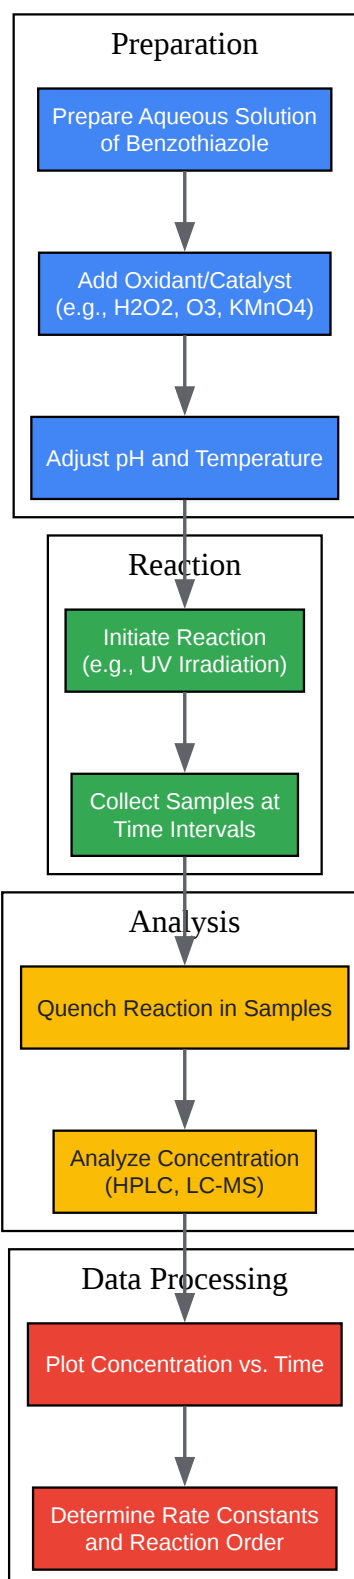 Preparation
Prepare Aqueous Solution
of Benzothiazole
Add Oxidant/Catalyst
(e.g., H2O2, O3, KMnO4)
Adjust pH and Temperature
Reaction
Initiate Reaction
(e.g., UV Irradiation)
Collect Samples at
Time Intervals
Analysis
Quench Reaction in Samples
Analyze Concentration
(HPLC, LC-MS)
Data Processing
Plot Concentration vs. Time
Determine Rate Constants
and Reaction Order